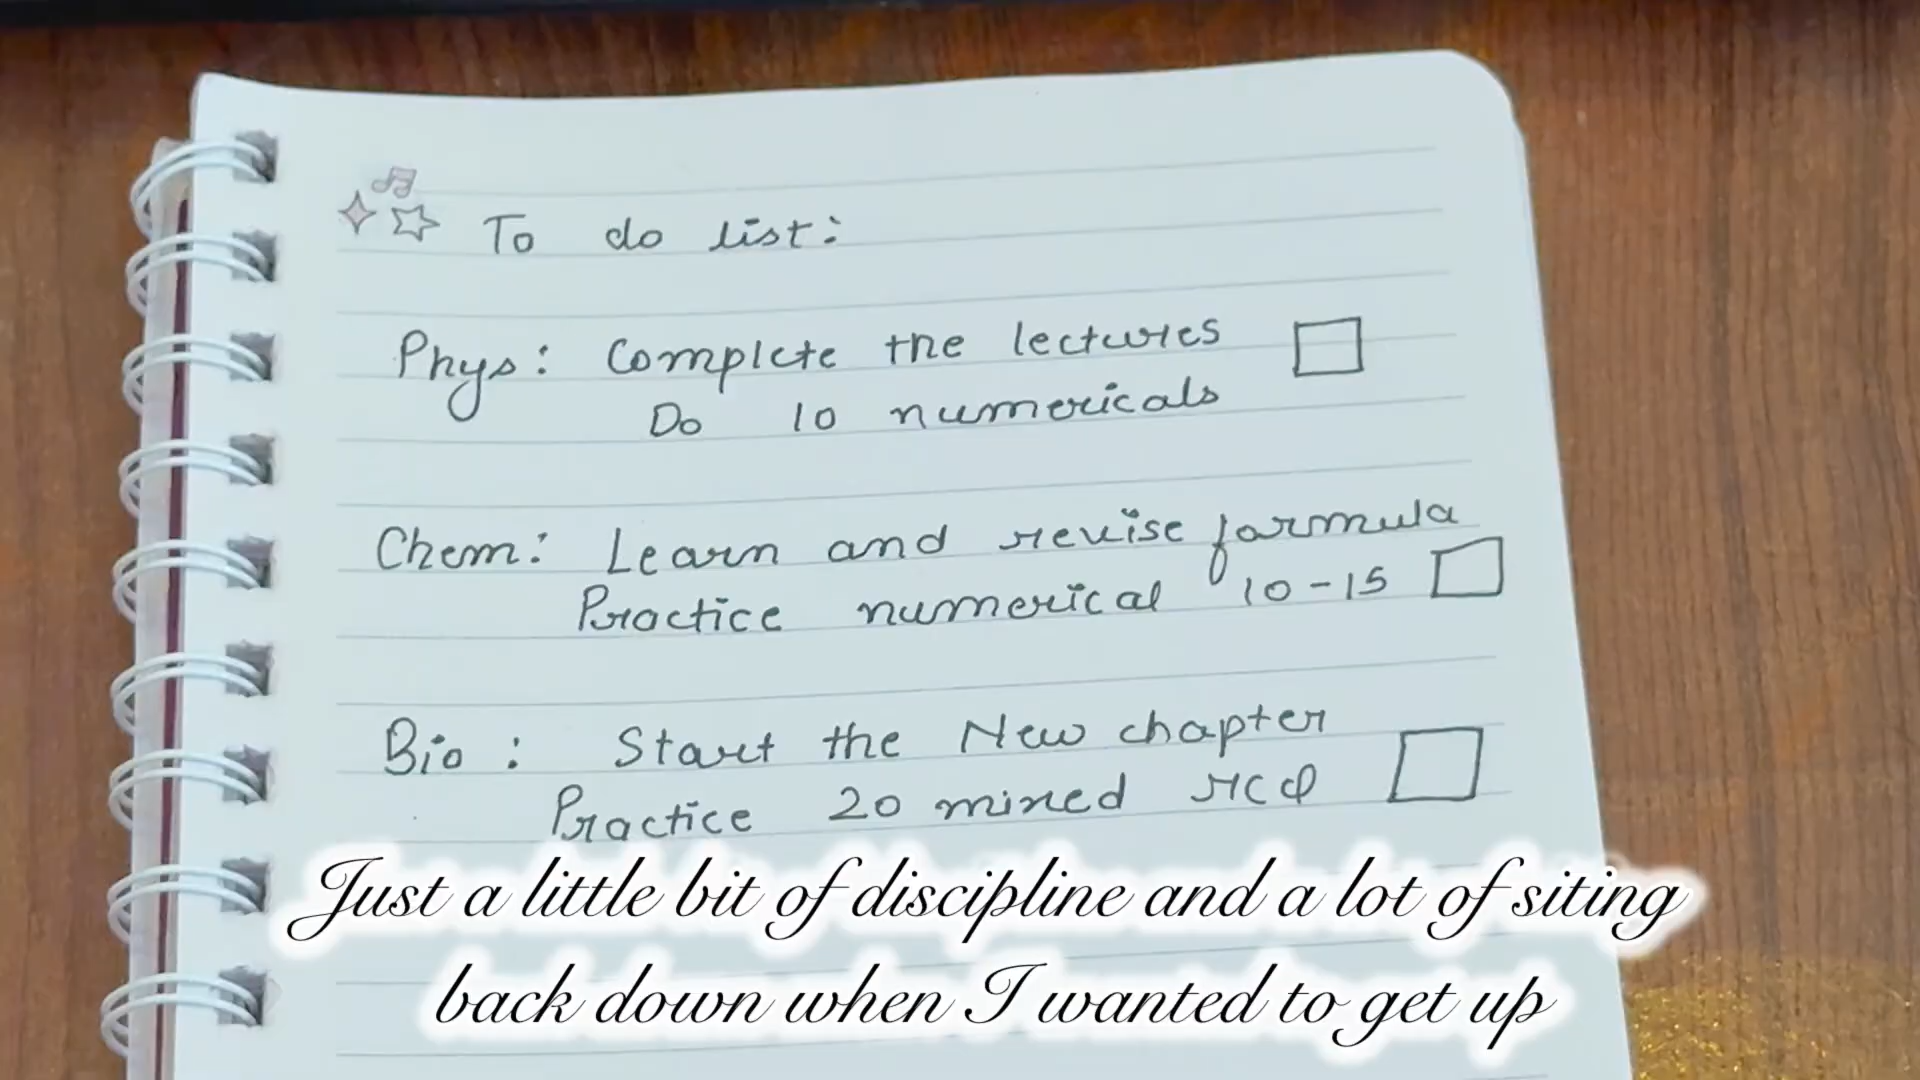 To do list:
Phys: Complete the lectures
Do 10 numericals
Chem: Learn and revise formula
Practice numerical 10-15
Bio: Start the New chapter
Practice 20 mixed MCQ
Just a little bit of discipline and a lot of siting
back down when I wanted to get up